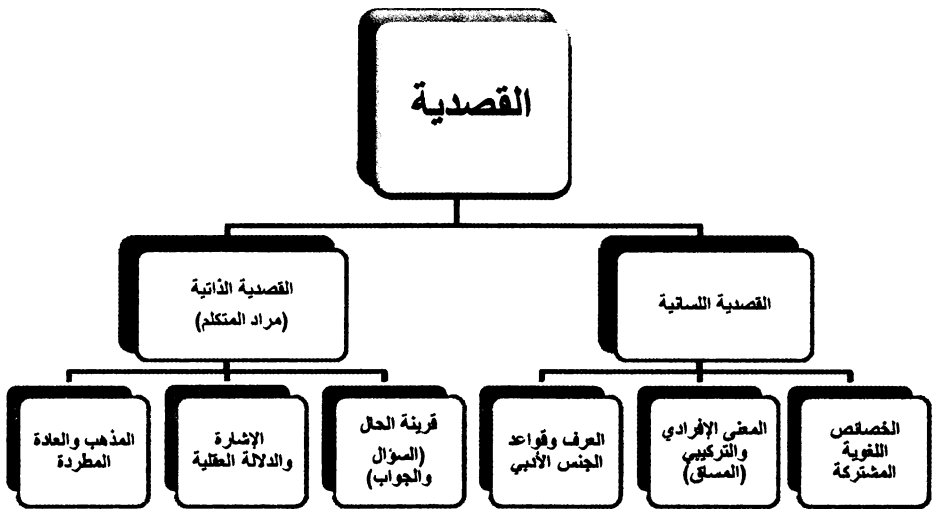 القصدية
القصدية اللسانية
القصدية الذاتية
(مراد المتكلم)
الخصائص
اللغوية
المشتركة
المعنى الإفرادي
والتركيبي
(المساق)
العرف وقواعد
الجنس الأدبي
قرينة الحال
(السؤال
والجواب)
الإشارة
والدلالة العقلية
المذهب والعادة
المطردة